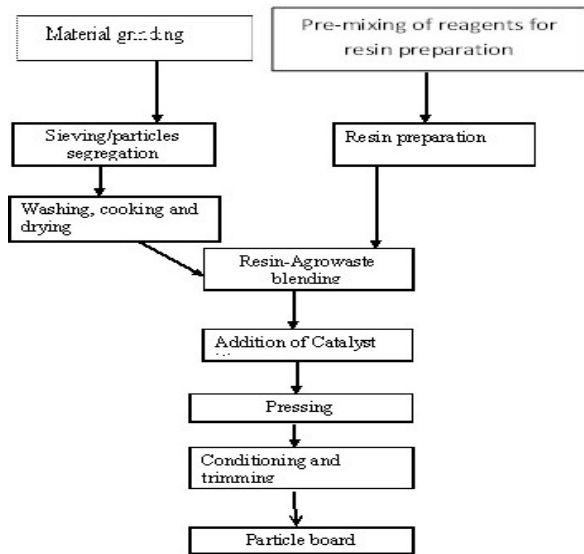 Material
Pre-mixing of reagents for
resin preparation
Sieving/particles
segregation
Resin preparation
Washing, cooking and
drying
Resin-Agrowaste
blending
Addition of Catalyst
Pressing
Conditioning and
trimming
Particle board